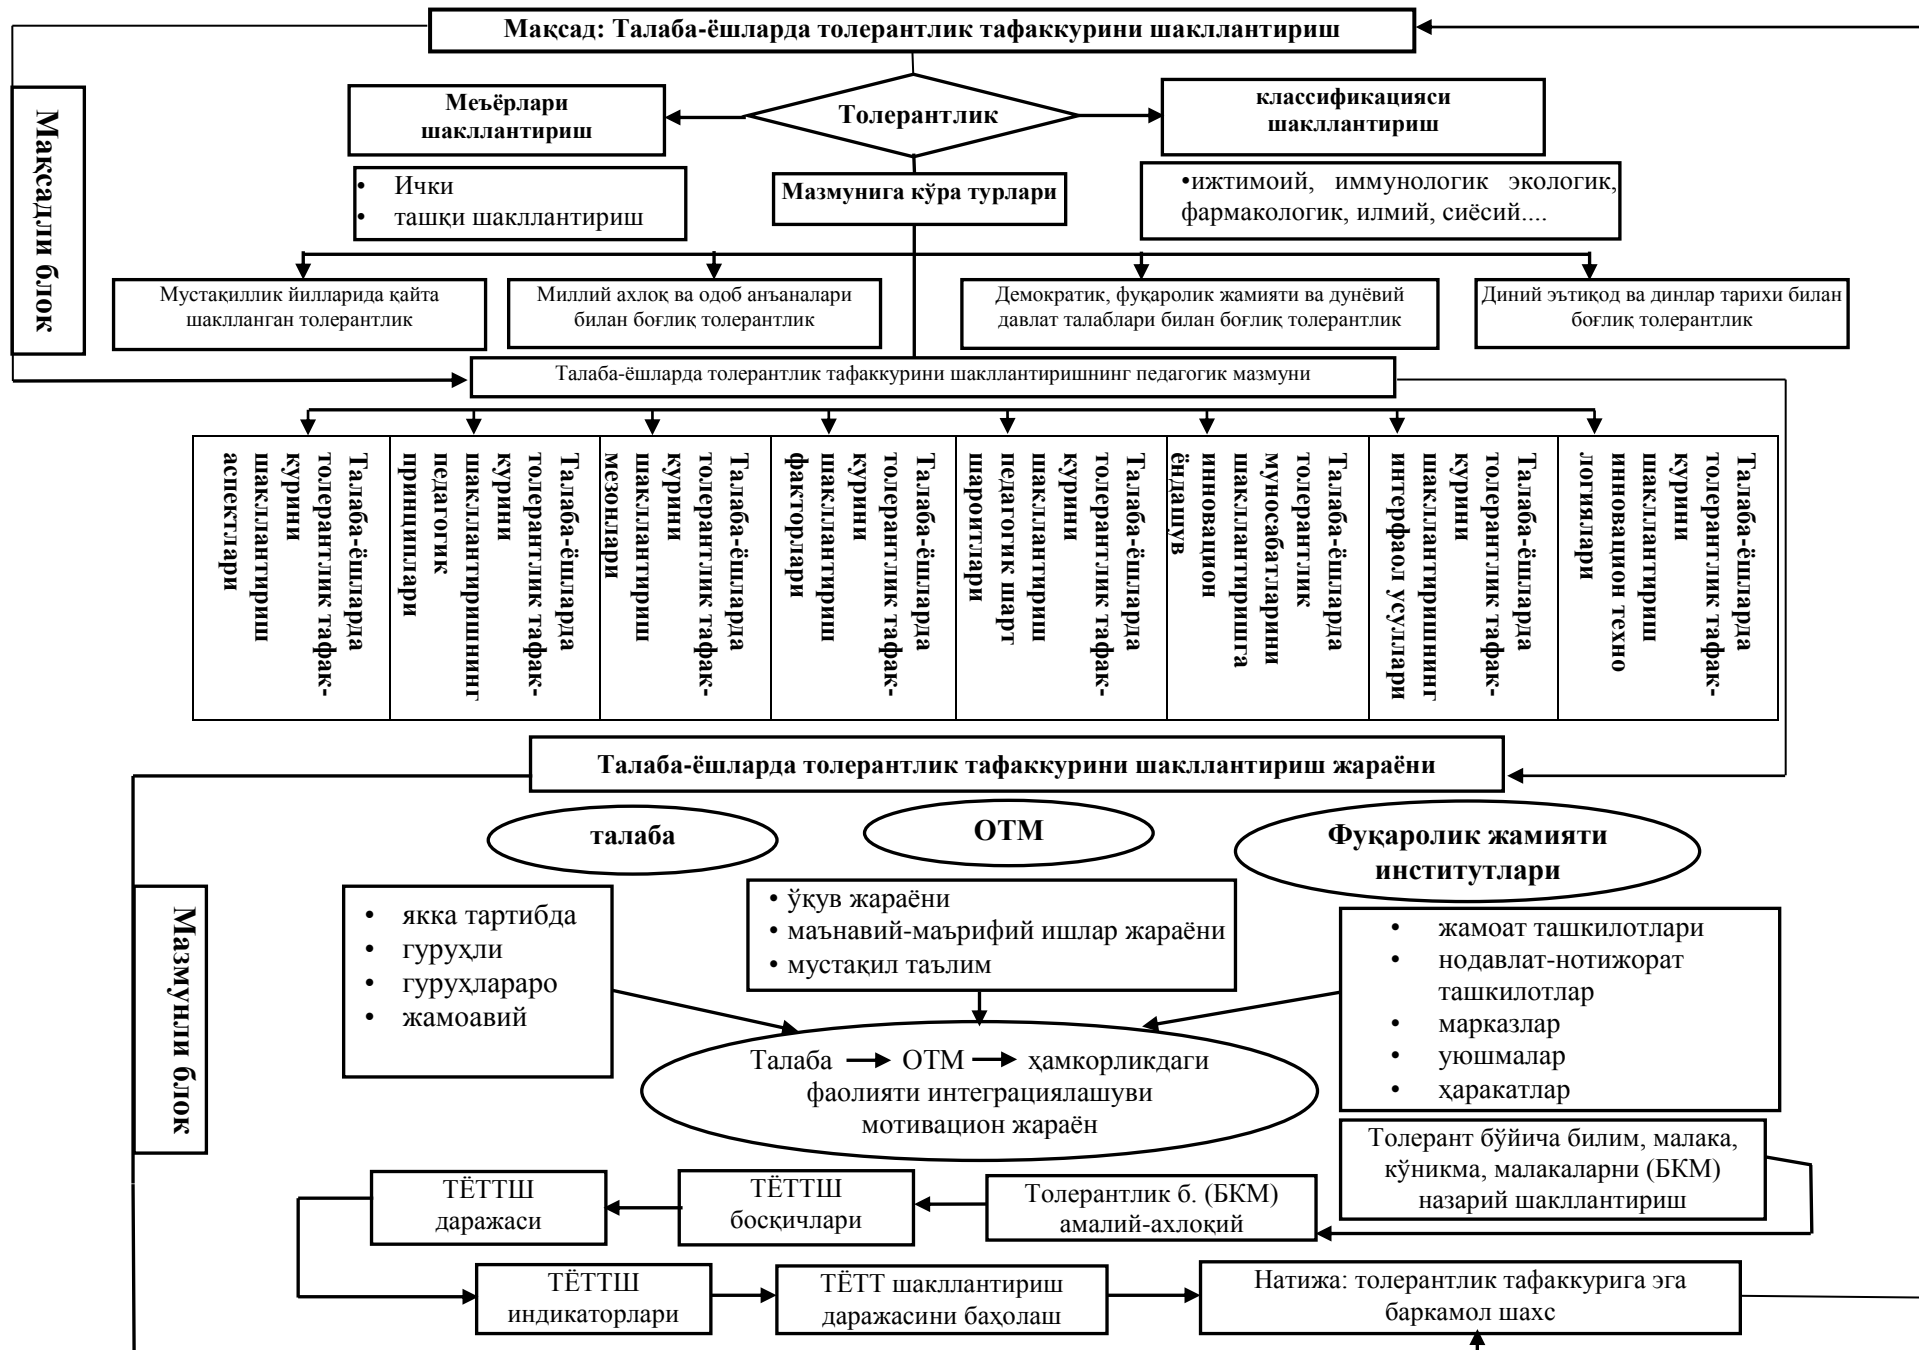 Мақсад: Талаба-ёшларда толерантлик тафаккурини шакллантириш
Мақсадли блок
Меъёрлари
шакллантириш
Толерантлик
классификацияси
шакллантириш
• Ички
• ташқи шакллантириш
Мазмунига кўра турлари
•ижтимоий, иммунологик экологик,
фармакологик, илмий, сиёсий....
Мустақиллик йилларида қайта
шаклланган толерантлик
Миллий ахлоқ ва одоб анъаналари
билан боғлиқ толерантлик
Демократик, фуқаролик жамияти ва дунёвий
давлат талаблари билан боғлиқ толерантлик
Диний эътиқод ва динлар тарихи билан
боғлиқ толерантлик
Талаба-ёшларда толерантлик тафаккурини шакллантиришнинг педагогик мазмуни
Талаба-ёшларда
толерантлик тафак-
курини
шакллантириш
аспектлари
Талаба-ёшларда
толерантлик тафак-
курини
шакллантиришнинг
педагогик
принциплари
Талаба-ёшларда
толерантлик тафак-
курини
шакллантириш
мезонлари
Талаба-ёшларда
толерантлик тафак-
курини
шакллантириш
факторлари
Талаба-ёшларда
толерантлик тафак-
курини
шакллантириш
педагогик шарт
шароитлари
Талаба-ёшларда
толерантлик
муносабатларини
шакллантиришга
инновацион
ёндашув
Талаба-ёшларда
толерантлик тафак-
курини
шакллантиришнинг
интерфаол усуллари
Талаба-ёшларда
толерантлик тафак-
курини
шакллантириш
инновацион техно
логиялари
Талаба-ёшларда толерантлик тафаккурини шакллантириш жараёни
Мазмунли блок
талаба
ОТМ
Фуқаролик жамияти
институтлари
• якка тартибда
• гуруҳли
• гуруҳлараро
• жамоавий
• ўқув жараёни
• маънавий-маърифий ишлар жараёни
• мустақил таълим
• жамоат ташкилотлари
• нодавлат-нотижорат
ташкилотлар
• марказлар
• уюшмалар
• ҳаракатлар
Талаба ОТМ ҳамкорликдаги
фаолияти интеграциялашуви
мотивацион жараён
Толерант бўйича билим, малака,
кўникма, малакаларни (БКМ)
назарий шакллантириш
Толерантлик б. (БКМ)
амалий-ахлоқий
ТЁТТШ
босқичлари
ТЁТТШ
даражаси
ТЁТТШ
индикаторлари
ТЁТТ шакллантириш
даражасини баҳолаш
Натижа: толерантлик тафаккурига эга
баркамол шахс